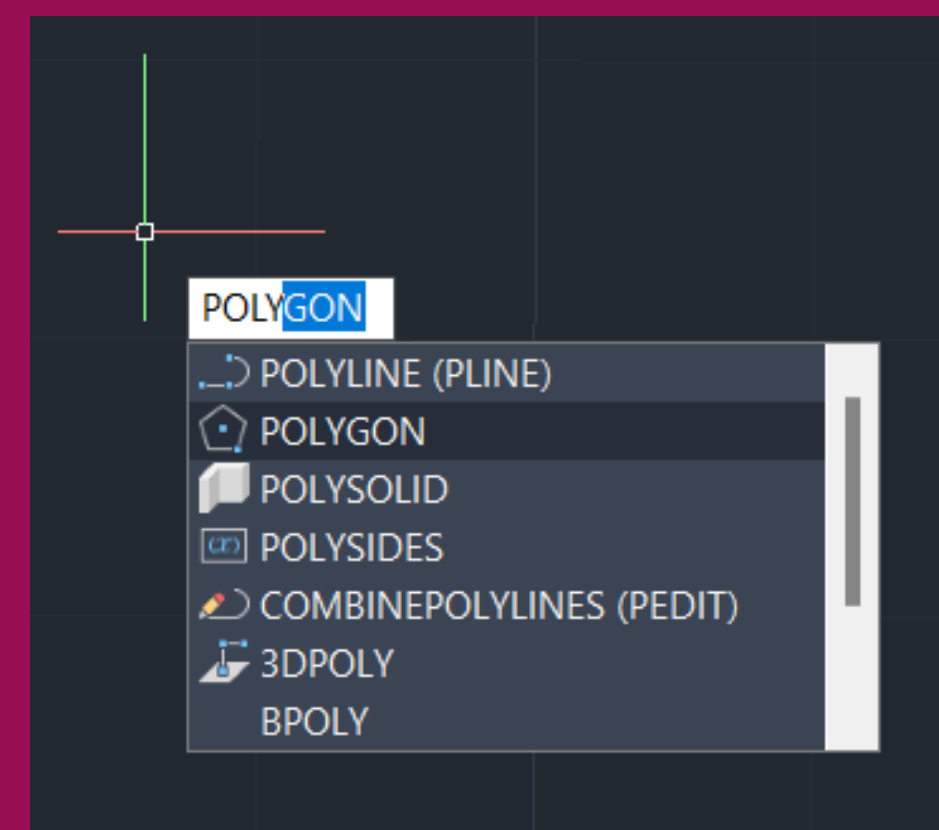 POLYGON
POLYLINE (PLINE)
POLYGON
POLYSOLID
(x) POLYSIDES
COMBINEPOLYLINES (PEDIT)
3DPOLY
BPOLY